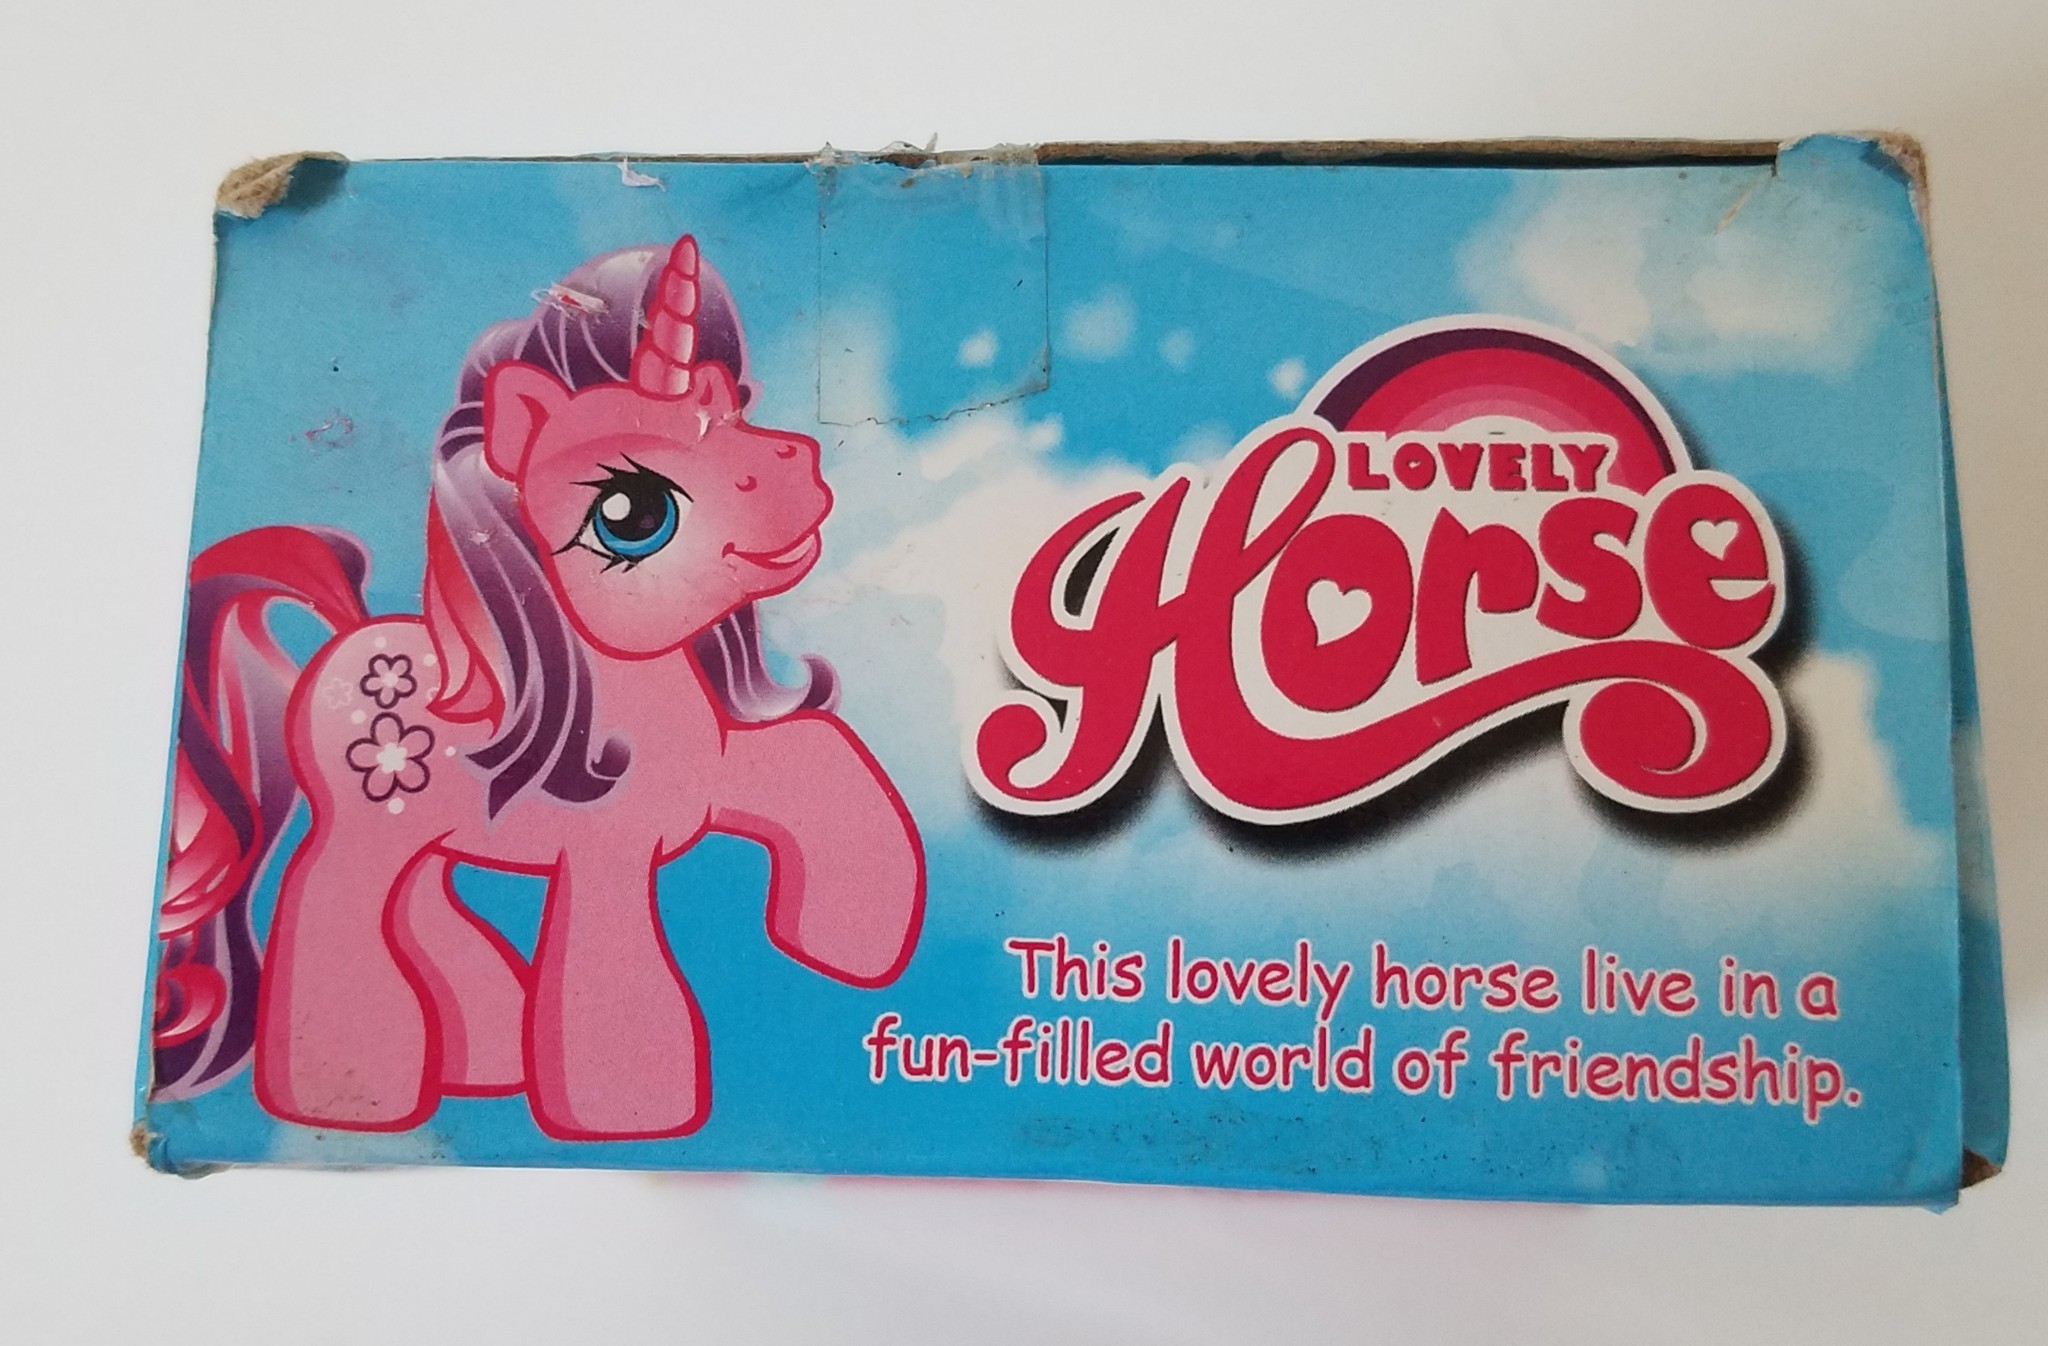 LOVELY
Horse
This lovely horse live in a
fun-filled world of friendship.